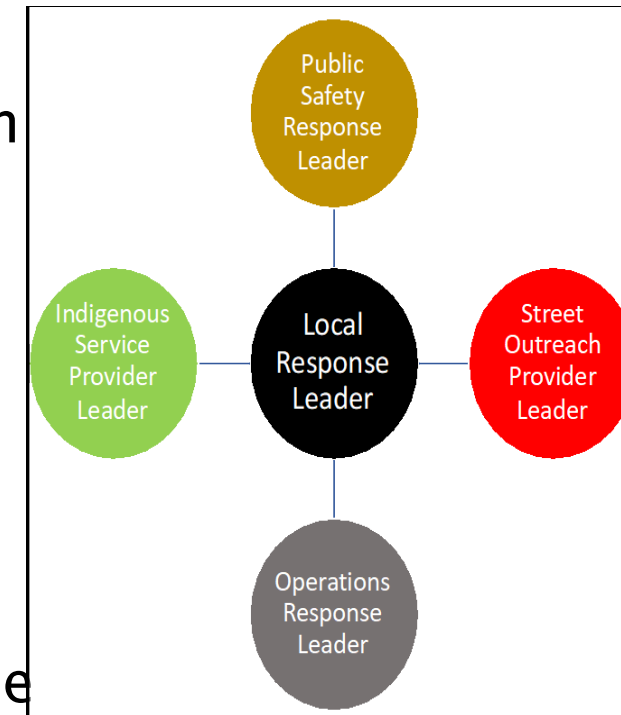 Public
Safety
Response
Leader
Indigenous
Service
Provider
Leader
Local
Response
Leader
Street
Outreach
Provider
Leader
Operations
Response
Leader